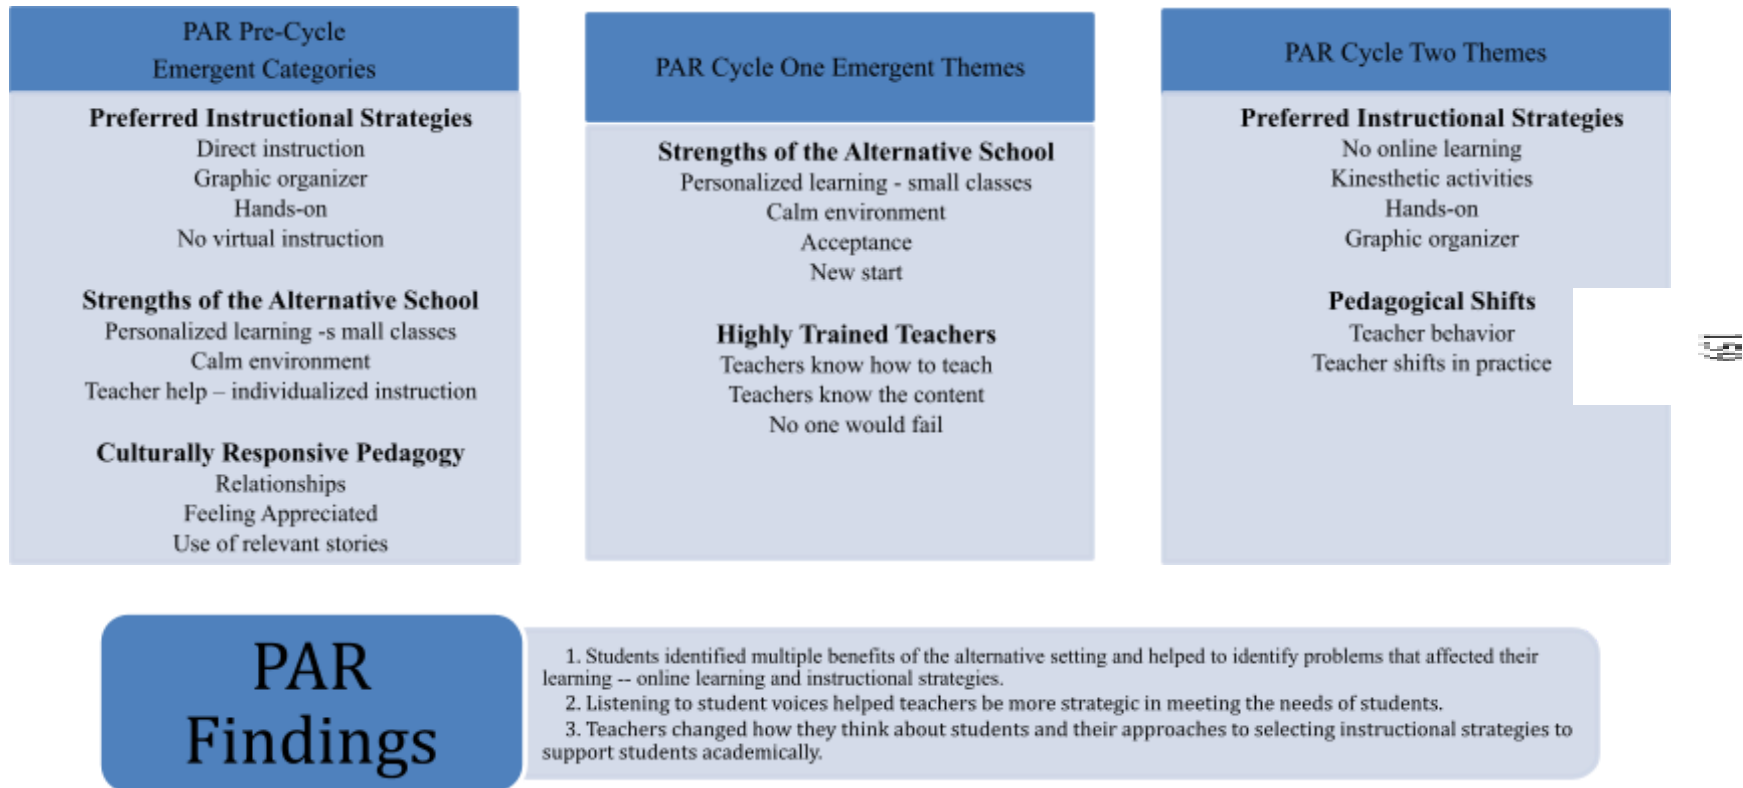 PAR Pre-Cycle
Emergent Categories
Preferred Instructional Strategies
Direct instruction
Graphic organizer
Hands-on
No virtual instruction
Strengths of the Alternative School
Personalized learning -s mall classes
Calm environment
Teacher help – individualized instruction
Culturally Responsive Pedagogy
Relationships
Feeling Appreciated
Use of relevant stories
PAR Cycle One Emergent Themes
Strengths of the Alternative School
Personalized learning - small classes
Calm environment
Acceptance
New start
Highly Trained Teachers
Teachers know how to teach
Teachers know the content
No one would fail
PAR Cycle Two Themes
Preferred Instructional Strategies
No online learning
Kinesthetic activities
Hands-on
Graphic organizer
Pedagogical Shifts
Teacher behavior
Teacher shifts in practice
PAR
Findings
1. Students identified multiple benefits of the alternative setting and helped to identify problems that affected their
learning -- online learning and instructional strategies.
2. Listening to student voices helped teachers be more strategic in meeting the needs of students.
3. Teachers changed how they think about students and their approaches to selecting instructional strategies to
support students academically.